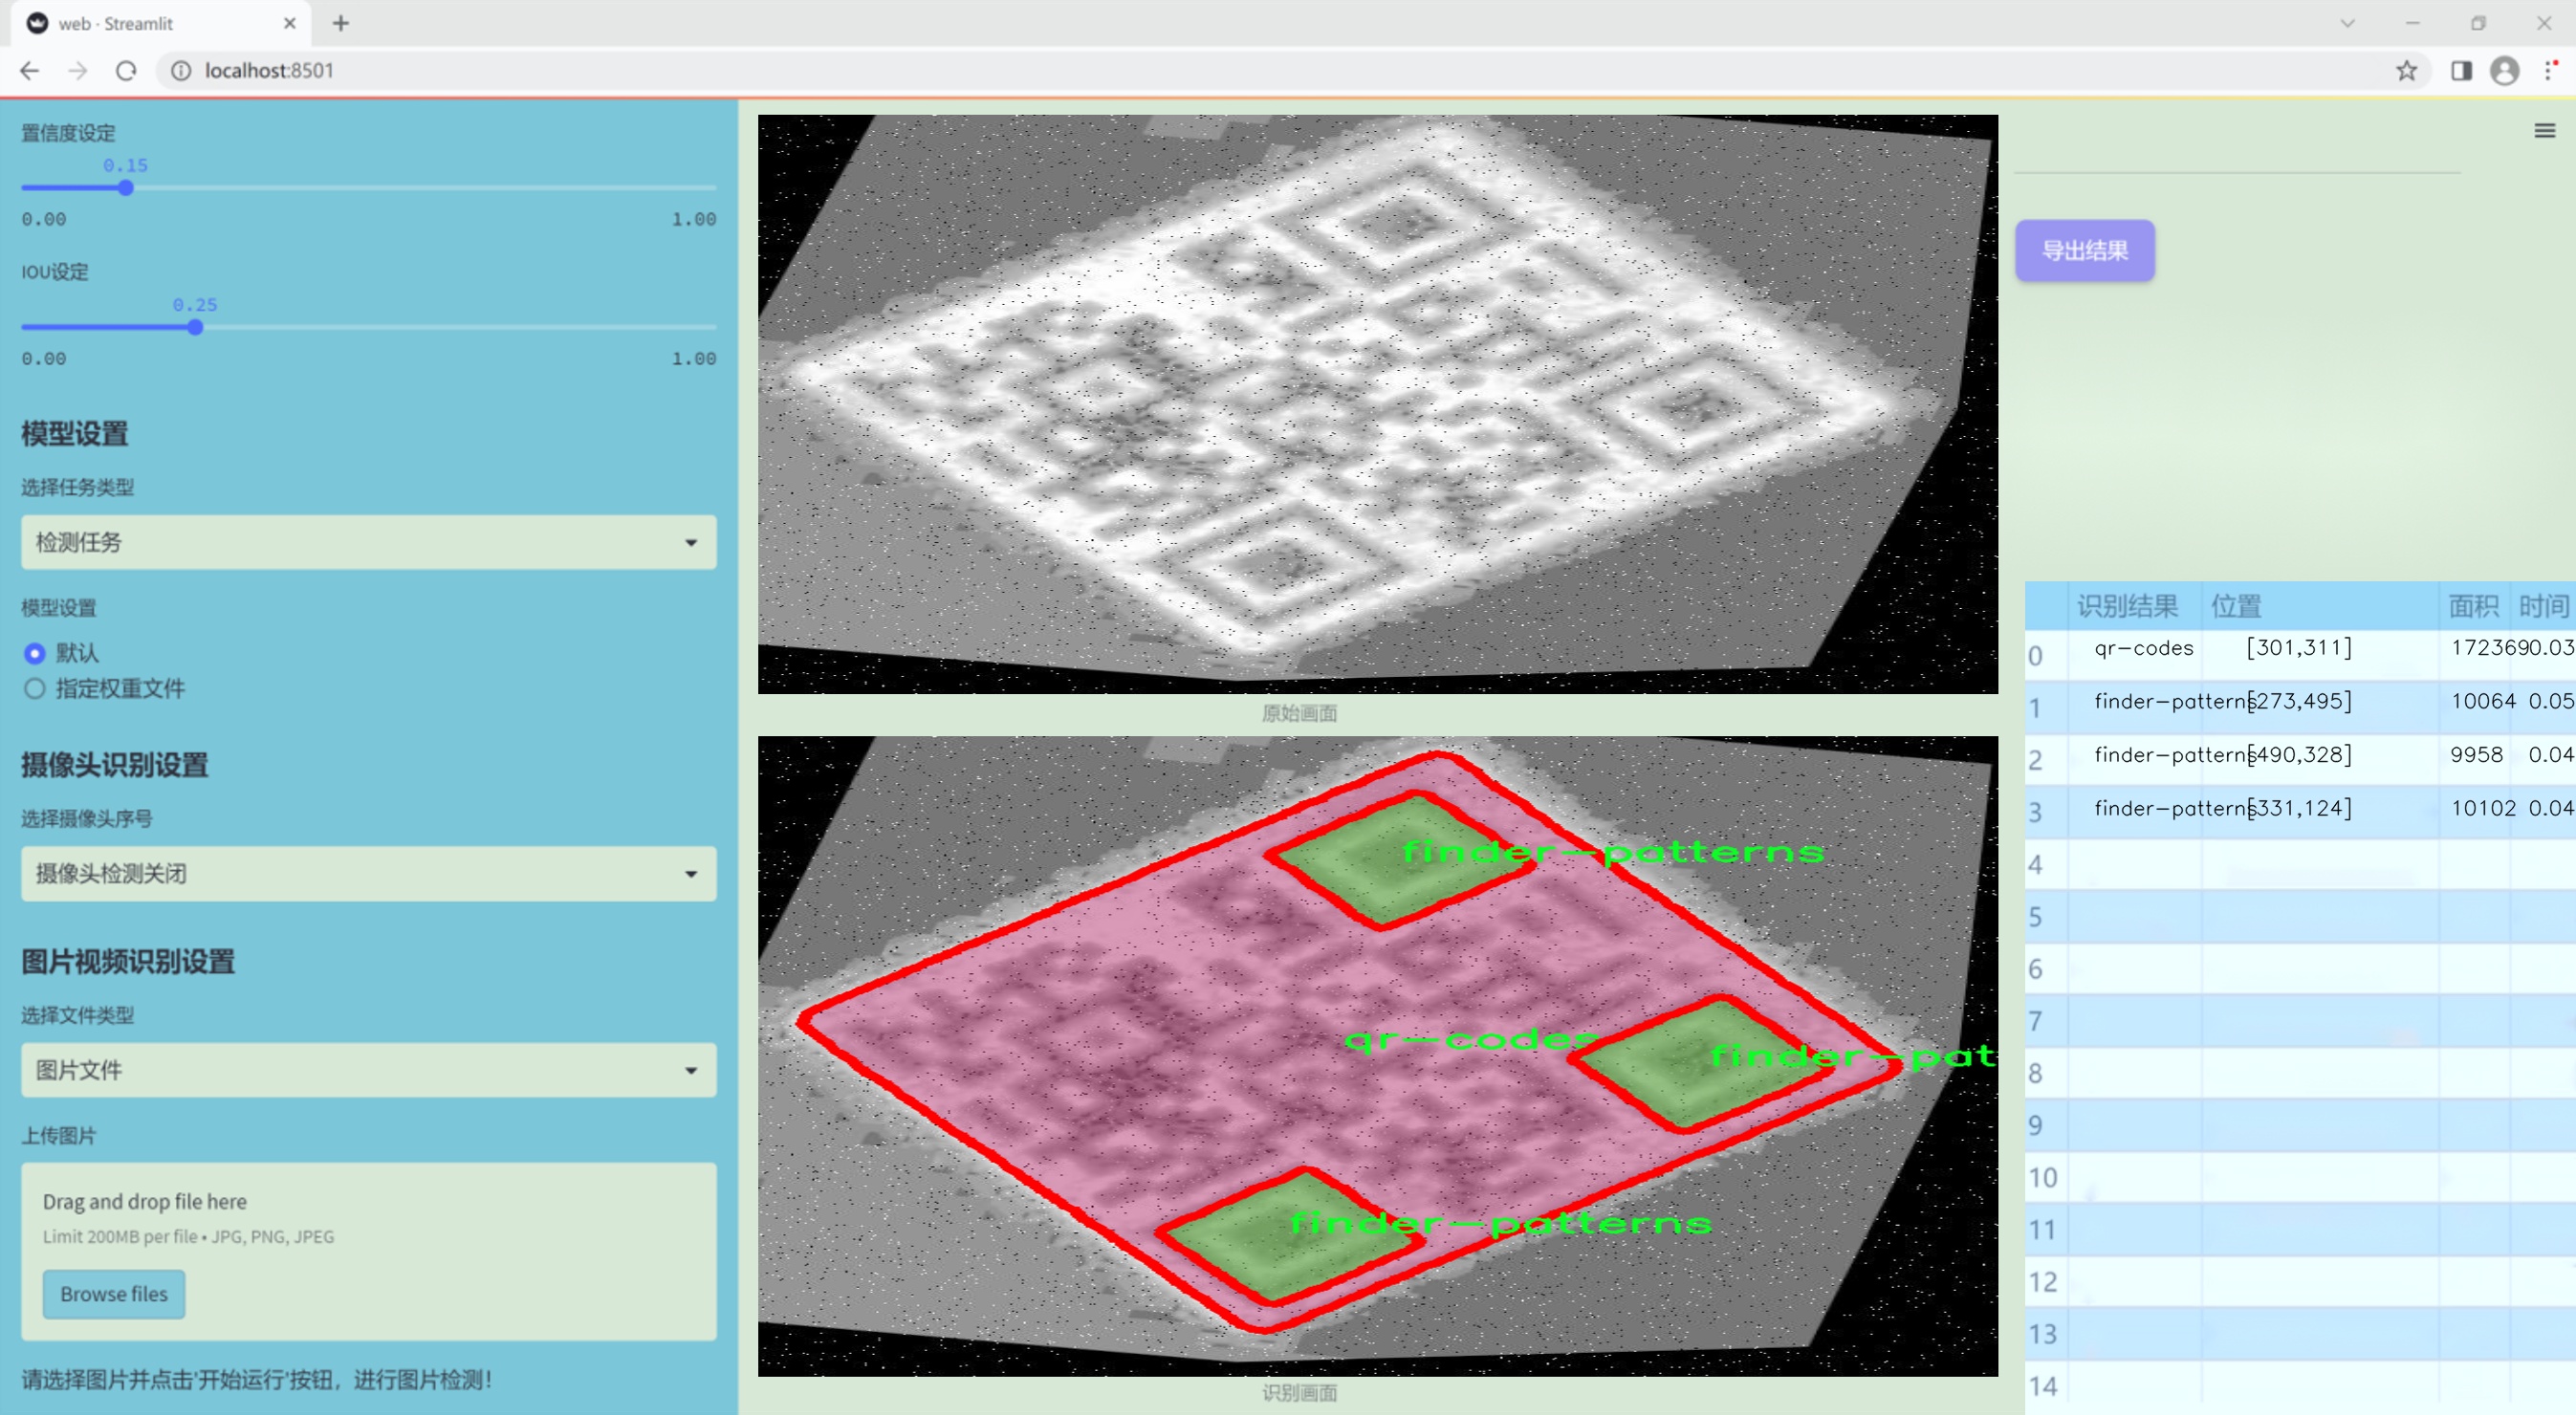 web · Streamlit
localhost:8501
置信度设定
0.15
0.00 1.00
IOU设定
0.25
0.00 1.00
模型设置
选择任务类型
检测任务
模型设置
默认
指定权重文件
摄像头识别设置
选择摄像头序号
摄像头检测关闭
图片视频识别设置
选择文件类型
图片文件
上传图片
Drag and drop file here
Limit 200MB per file • JPG, PNG, JPEG
Browse files
请选择图片并点击'开始运行'按钮，进行图片检测！
原始画面
finder-patterns
qr-codes
finder-pat
finder-patterns
识别画面
导出结果
识别结果 位置 面积 时间
0 qr-codes [301,311] 172369 0.03
1 finder-patterns [273,495] 10064 0.05
2 finder-patterns [490,328] 9958 0.04
3 finder-patterns [331,124] 10102 0.04
4
5
6
7
8
9
10
11
12
13
14